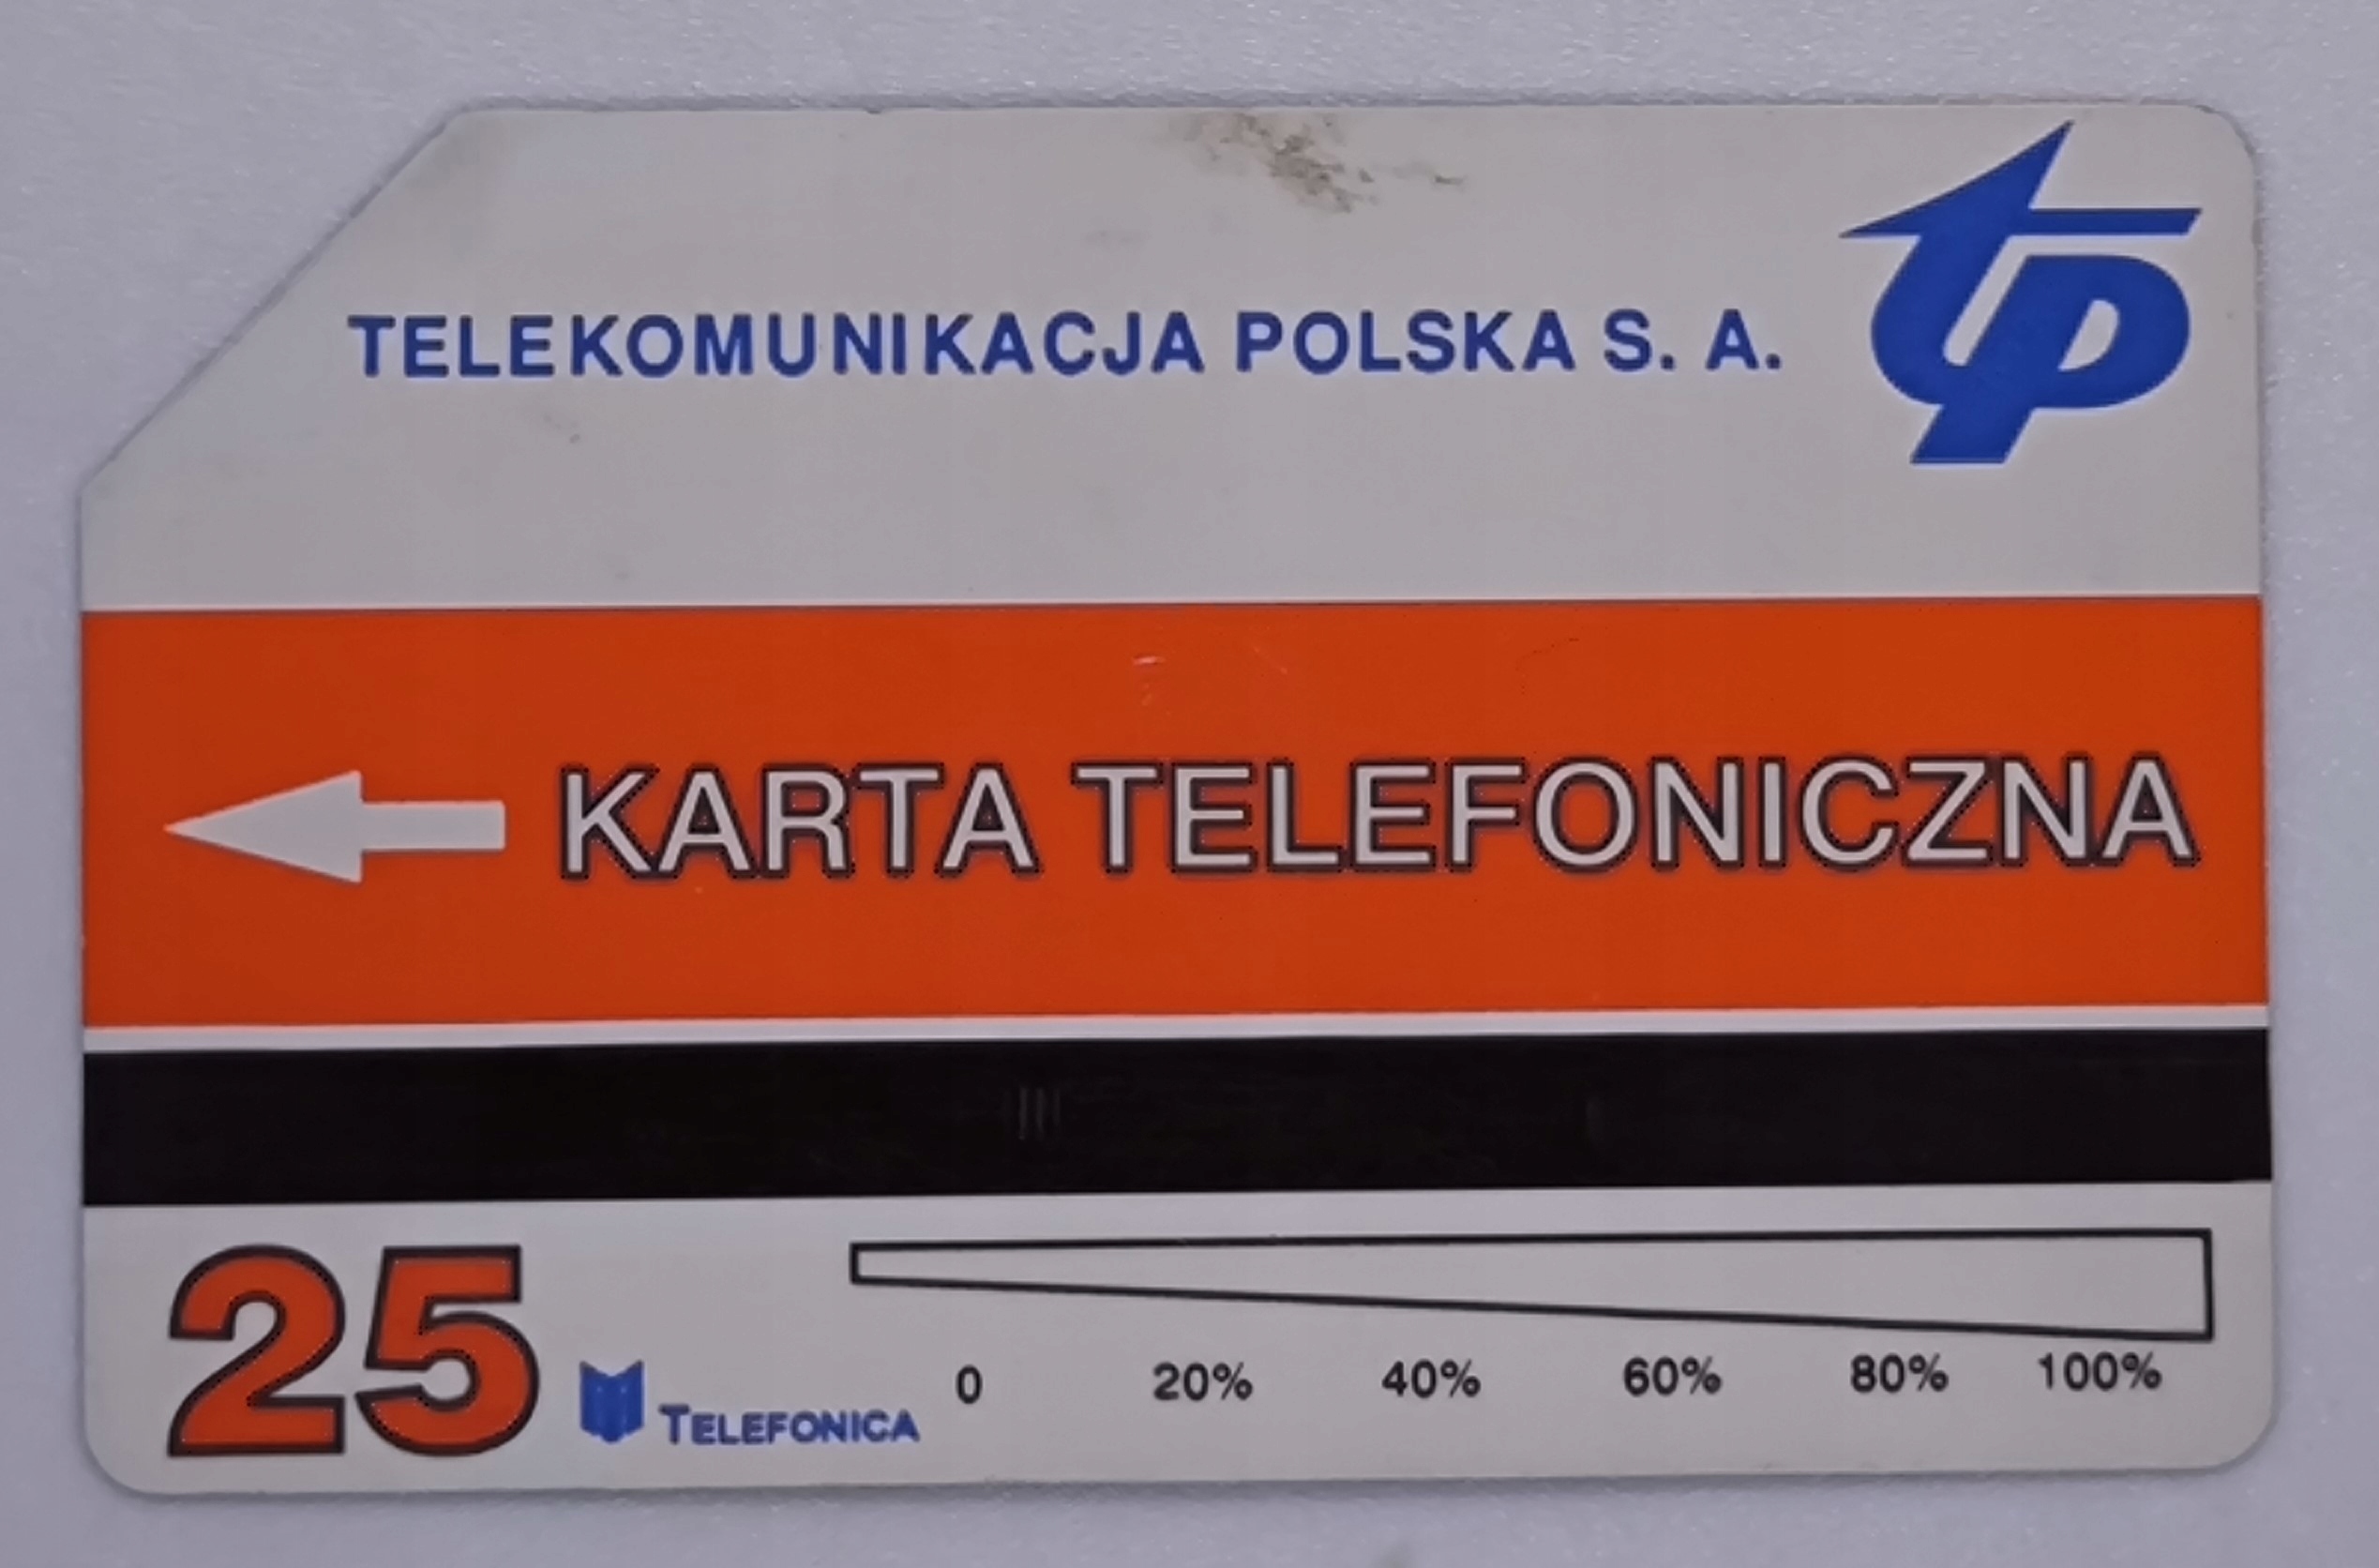 tp
TELEKOMUNIKACJA POLSKA S. A.
KARTA TELEFONICZNA
25
TELEFONICA
0 20% 40% 60% 80% 100%